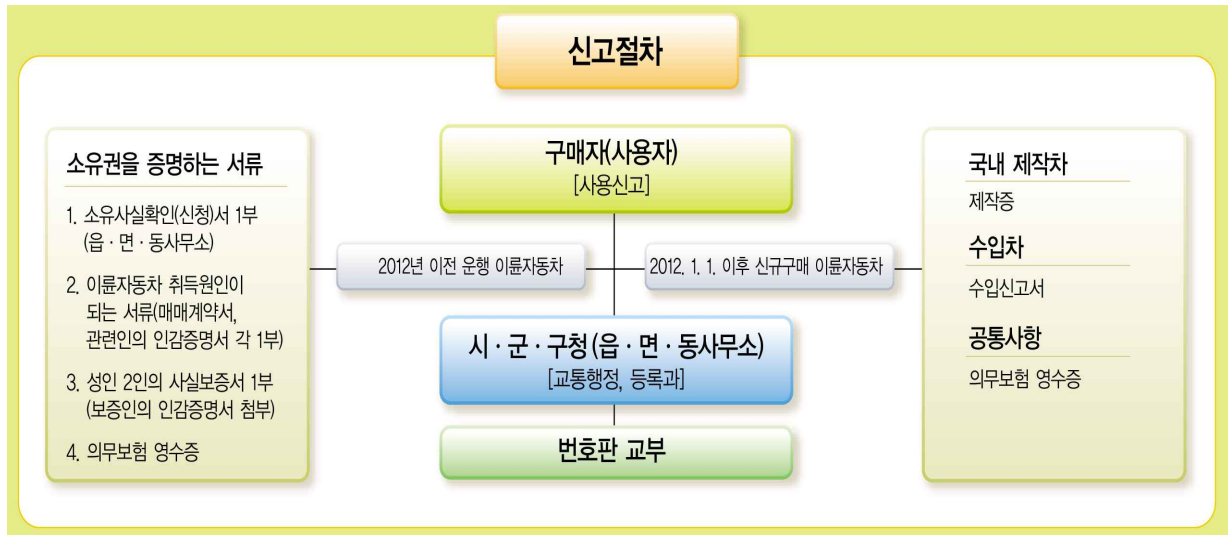 신고절차
소유권을 증명하는 서류
1. 소유사실확인(신청)서 1부
(읍·면·동사무소)
2. 이륜자동차 취득원인이
되는 서류(매매계약서,
관련인의 인감증명서 각 1부)
3. 성인 2인의 사실보증서 1부
(보증인의 인감증명서 첨부)
4. 의무보험 영수증
구매자(사용자)
[사용신고]
2012년 이전 운행 이륜자동차
2012. 1. 1. 이후 신규구매 이륜자동차
시·군·구청(읍·면·동사무소)
[교통행정, 등록과]
번호판 교부
국내 제작차
제작증
수입차
수입신고서
공통사항
의무보험 영수증